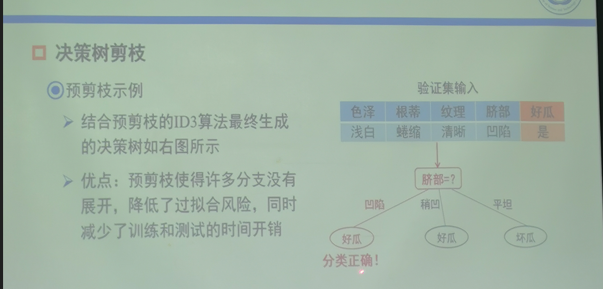 决策树剪枝
预剪枝示例
结合预剪枝的ID3算法最终生成
的决策树如右图所示
优点：预剪枝使得许多分支没有
展开，降低了过拟合风险，同时
减少了训练和测试的时间开销
验证集输入
色泽 根蒂 纹理 脐部 好瓜
浅白 蜷缩 清晰 凹陷 是
脐部=?
凹陷 稍凹 平坦
好瓜 好瓜 坏瓜
分类正确！